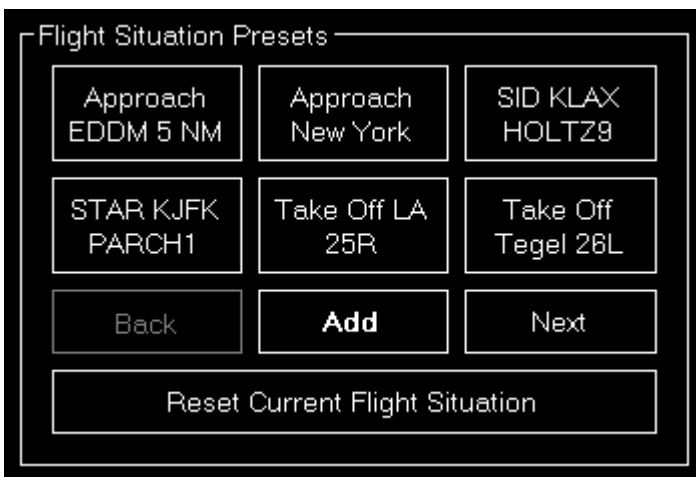 Flight Situation Presets
Approach
EDDM 5 NM
Approach
New York
SID KLAX
HOLTZ9
STAR KJFK
PARCH1
Take Off LA
25R
Take Off
Tegel 26L
Back
Add
Next
Reset Current Flight Situation